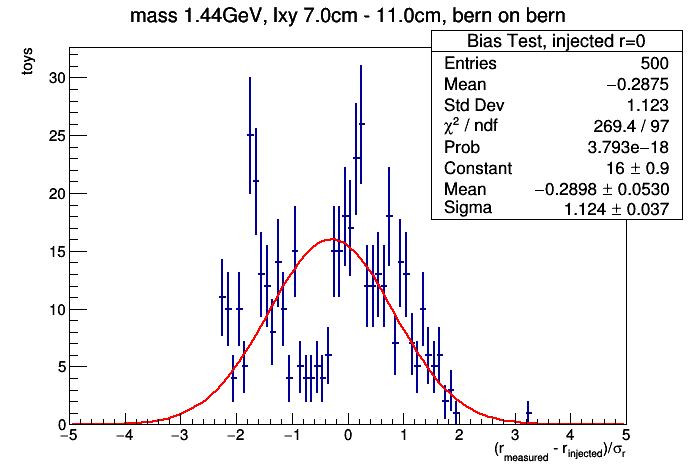 mass 1.44GeV, lxy 7.0cm - 11.0cm, bern on bern
toys
Bias Test, injected r=0
Entries 500
Mean −0.2875
Std Dev 1.123
χ² / ndf 269.4 / 97
Prob 3.793e−18
Constant 16 ± 0.9
Mean −0.2898 ± 0.0530
Sigma 1.124 ± 0.037
30
25
20
15
10
5
0
−5 −4 −3 −2 −1 0 1 2 3 4 5
(r_measured - r_injected)/σ_r